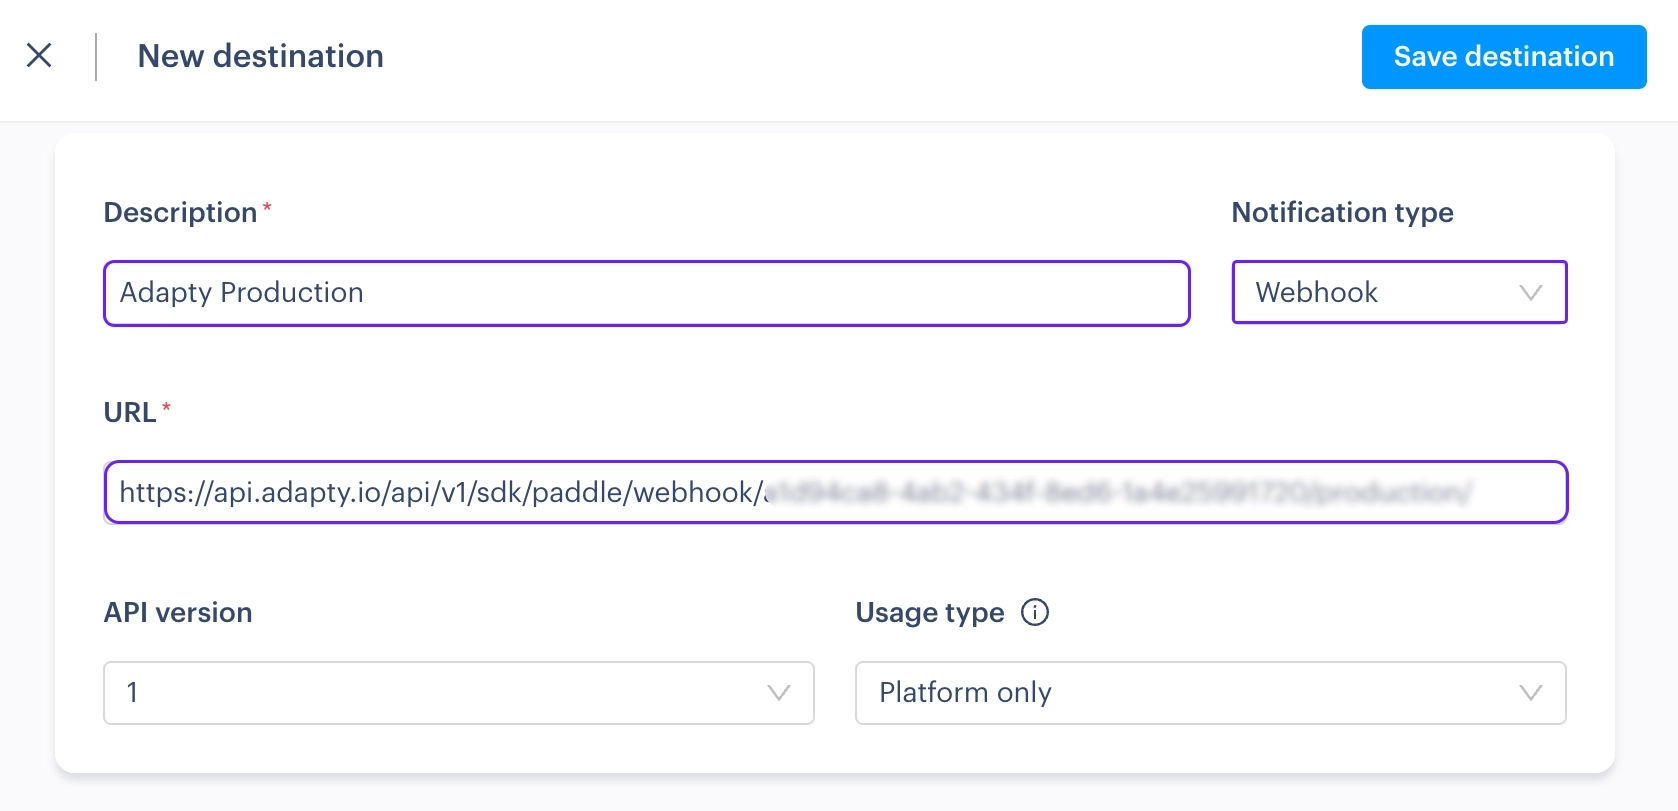 New destination
Save destination
Description *
Notification type
Adapty Production
Webhook
URL *
https://api.adapty.io/api/v1/sdk/paddle/webhook/
API version
Usage type
1
Platform only